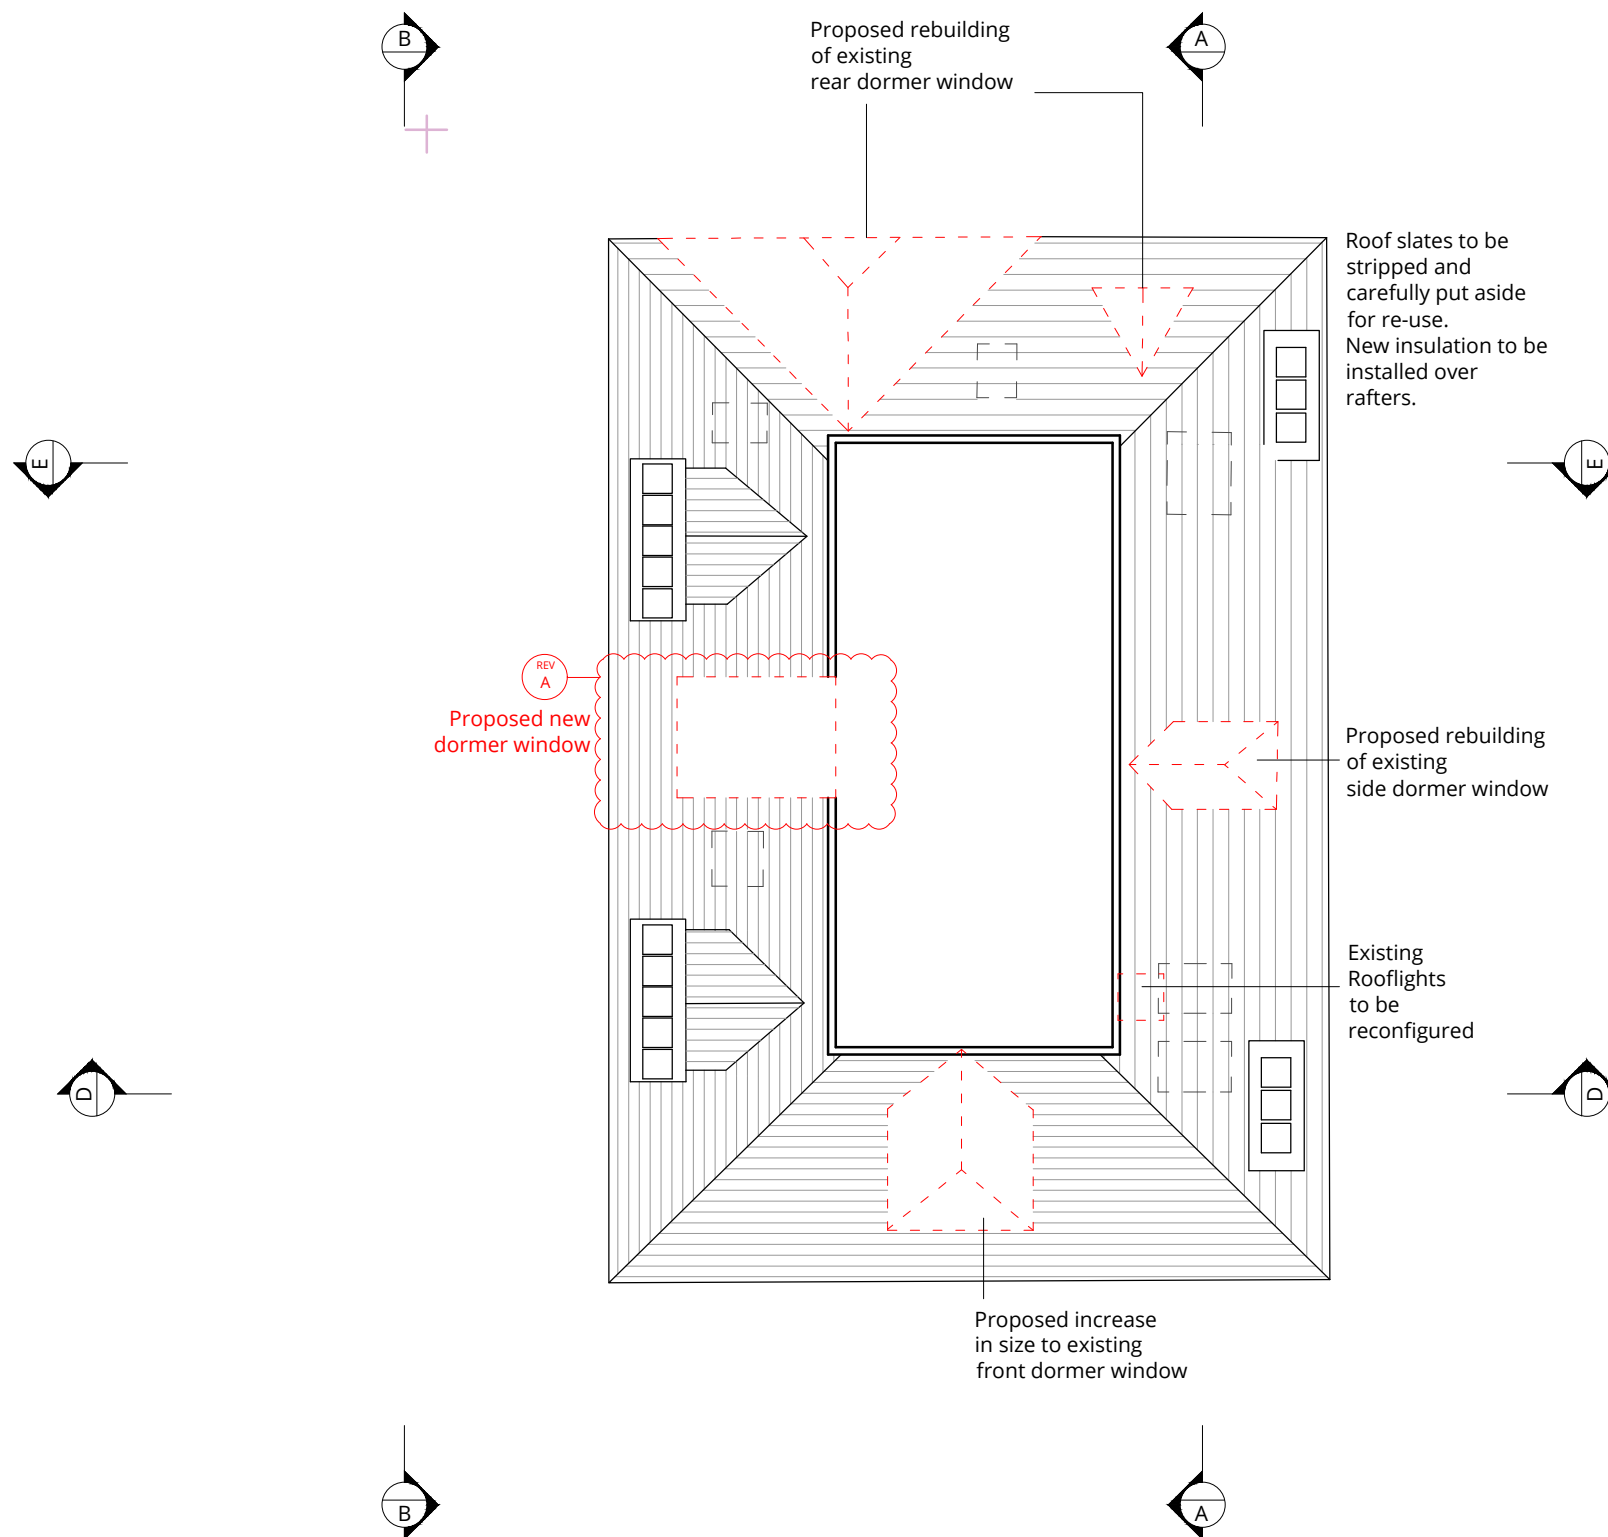 B
A
Proposed rebuilding
of existing
rear dormer window
Roof slates to be
stripped and
carefully put aside
for re-use.
New insulation to be
installed over
rafters.
E
E
REV
A
Proposed new
dormer window
Proposed rebuilding
of existing
side dormer window
Existing
Rooflights
to be
reconfigured
D
D
Proposed increase
in size to existing
front dormer window
B
A